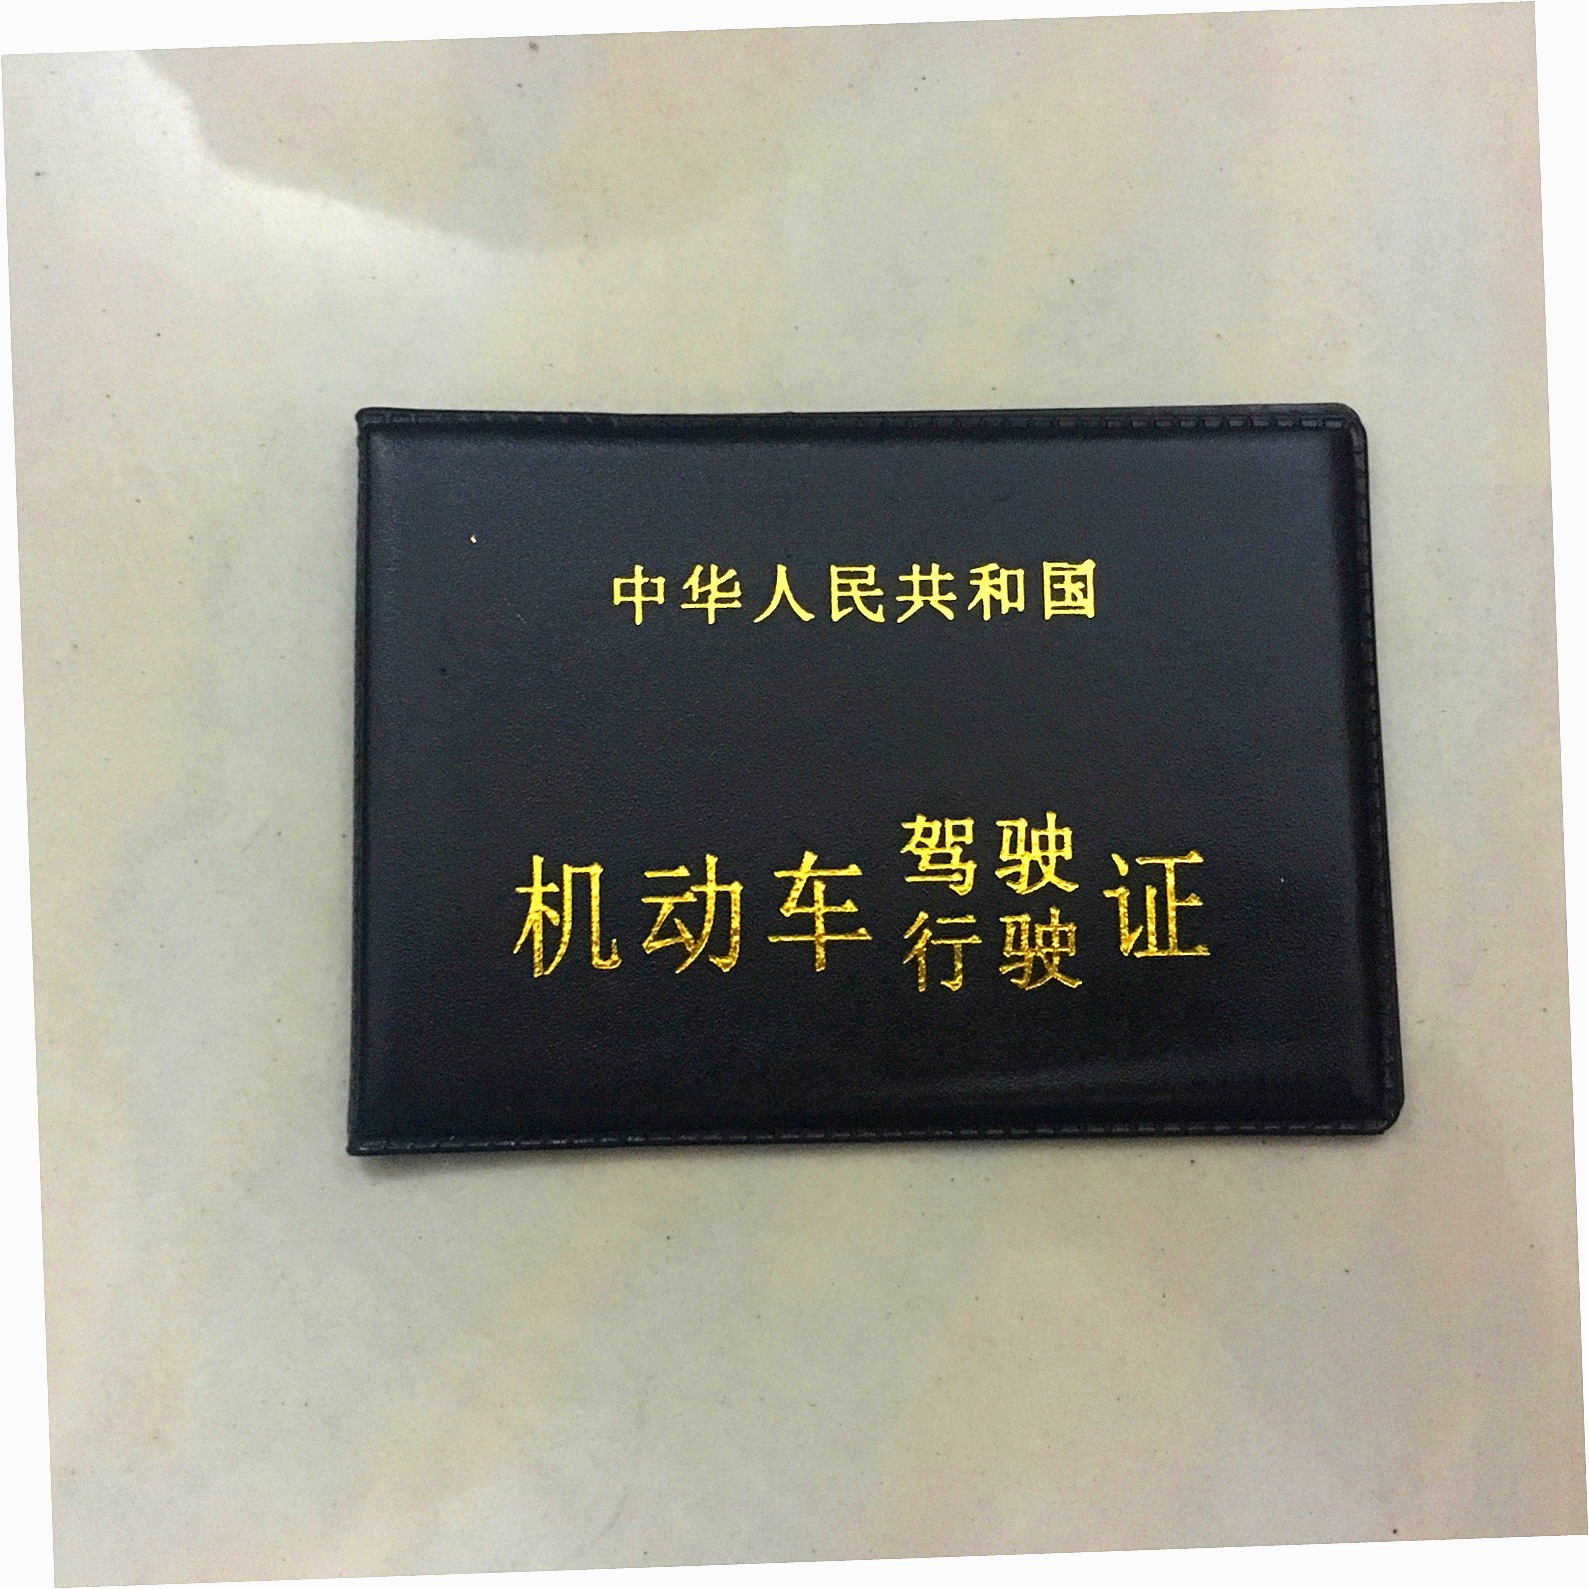 中华人民共和国
机动车驾驶证
行驶